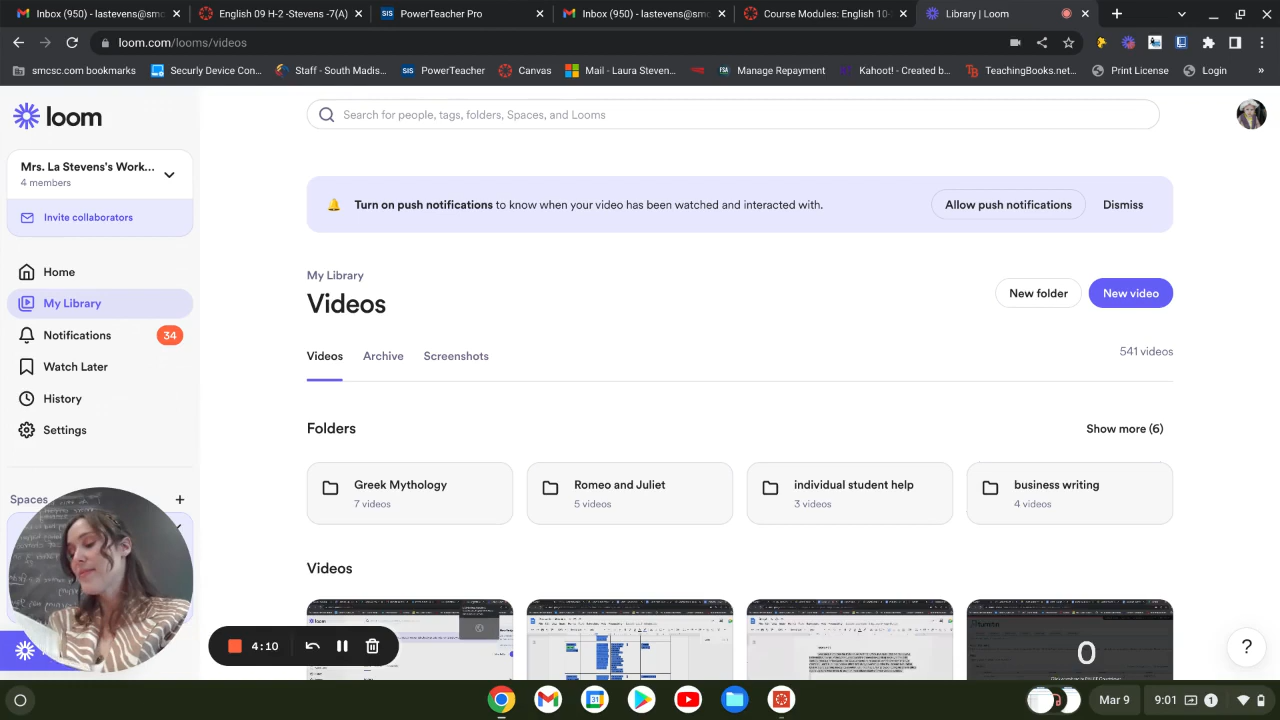 Inbox (950) - lastevens@smc
English 09 H-2 -Stevens -7(A)
PowerTeacher Pro
Inbox (950) - lastevens@smc
Course Modules: English 10-
Library | Loom
loom.com/looms/videos
smcsc.com bookmarks
Securly Device Con...
Staff - South Madis...
SIS PowerTeacher
Canvas
Mail - Laura Steven...
Manage Repayment
Kahoot! - Created b...
TeachingBooks.net...
Print License
Login
»
loom
Search for people, tags, folders, Spaces, and Looms
Mrs. La Stevens's Work...
4 members
Invite collaborators
Turn on push notifications to know when your video has been watched and interacted with.
Allow push notifications
Dismiss
Home
My Library
Notifications
34
Watch Later
History
Settings
Spaces
My Library
Videos
New folder
New video
Videos
Archive
Screenshots
541 videos
Folders
Show more (6)
Greek Mythology
7 videos
Romeo and Juliet
5 videos
individual student help
3 videos
business writing
4 videos
Videos
0
4:10
?
Mar 9
9:01
1